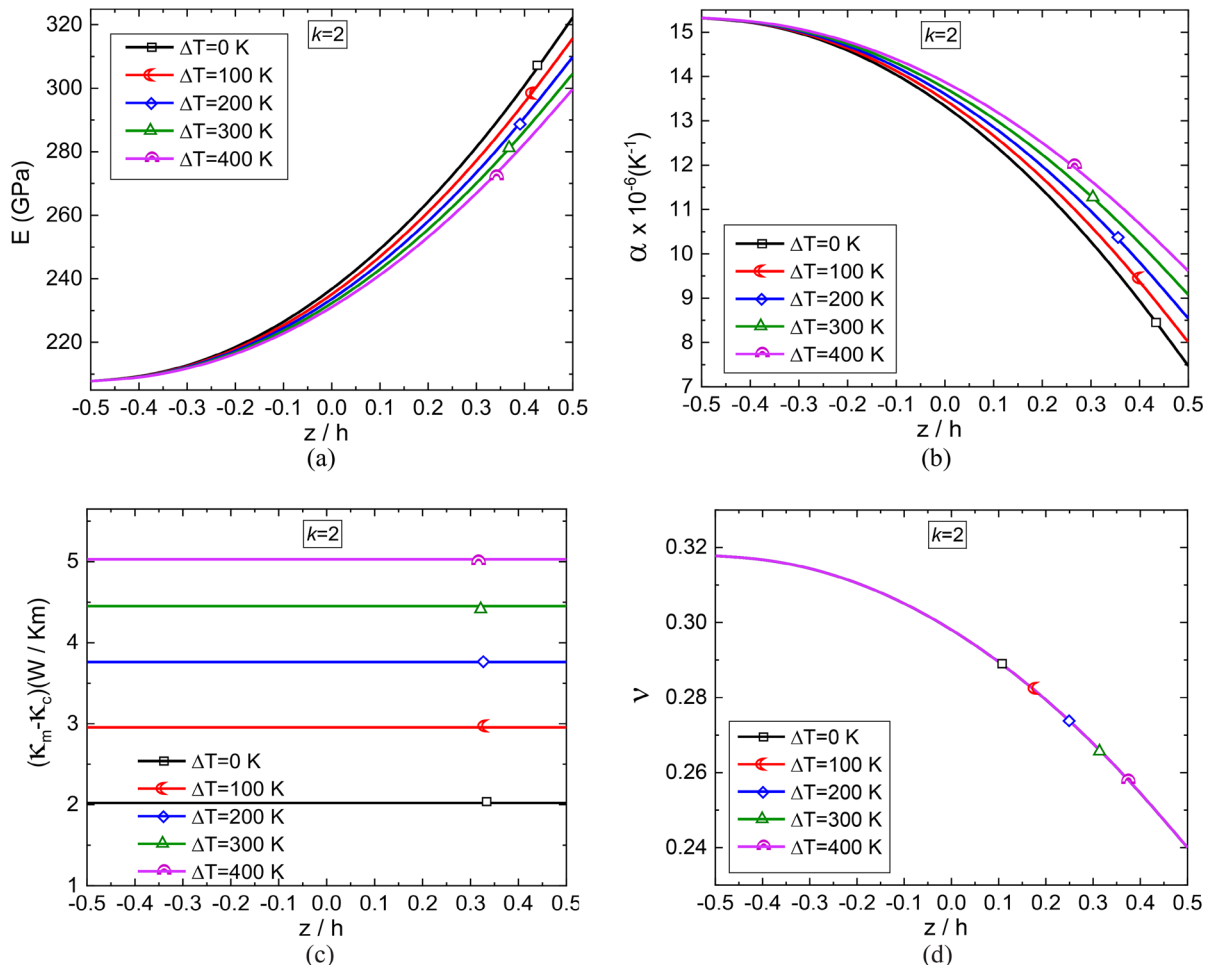 k=2
320
300
280
260
240
220
E (GPa)
ΔT=0 K
ΔT=100 K
ΔT=200 K
ΔT=300 K
ΔT=400 K
-0.5 -0.4 -0.3 -0.2 -0.1 0.0 0.1 0.2 0.3 0.4 0.5
z / h
(a)
k=2
15
14
13
12
11
10
9
8
7
α x 10⁻⁶(K⁻¹)
ΔT=0 K
ΔT=100 K
ΔT=200 K
ΔT=300 K
ΔT=400 K
-0.5 -0.4 -0.3 -0.2 -0.1 0.0 0.1 0.2 0.3 0.4 0.5
z / h
(b)
k=2
5
4
3
2
1
(κm-κc)(W / Km)
ΔT=0 K
ΔT=100 K
ΔT=200 K
ΔT=300 K
ΔT=400 K
-0.5 -0.4 -0.3 -0.2 -0.1 0.0 0.1 0.2 0.3 0.4 0.5
z / h
(c)
k=2
0.32
0.30
0.28
0.26
0.24
ν
ΔT=0 K
ΔT=100 K
ΔT=200 K
ΔT=300 K
ΔT=400 K
-0.5 -0.4 -0.3 -0.2 -0.1 0.0 0.1 0.2 0.3 0.4 0.5
z / h
(d)